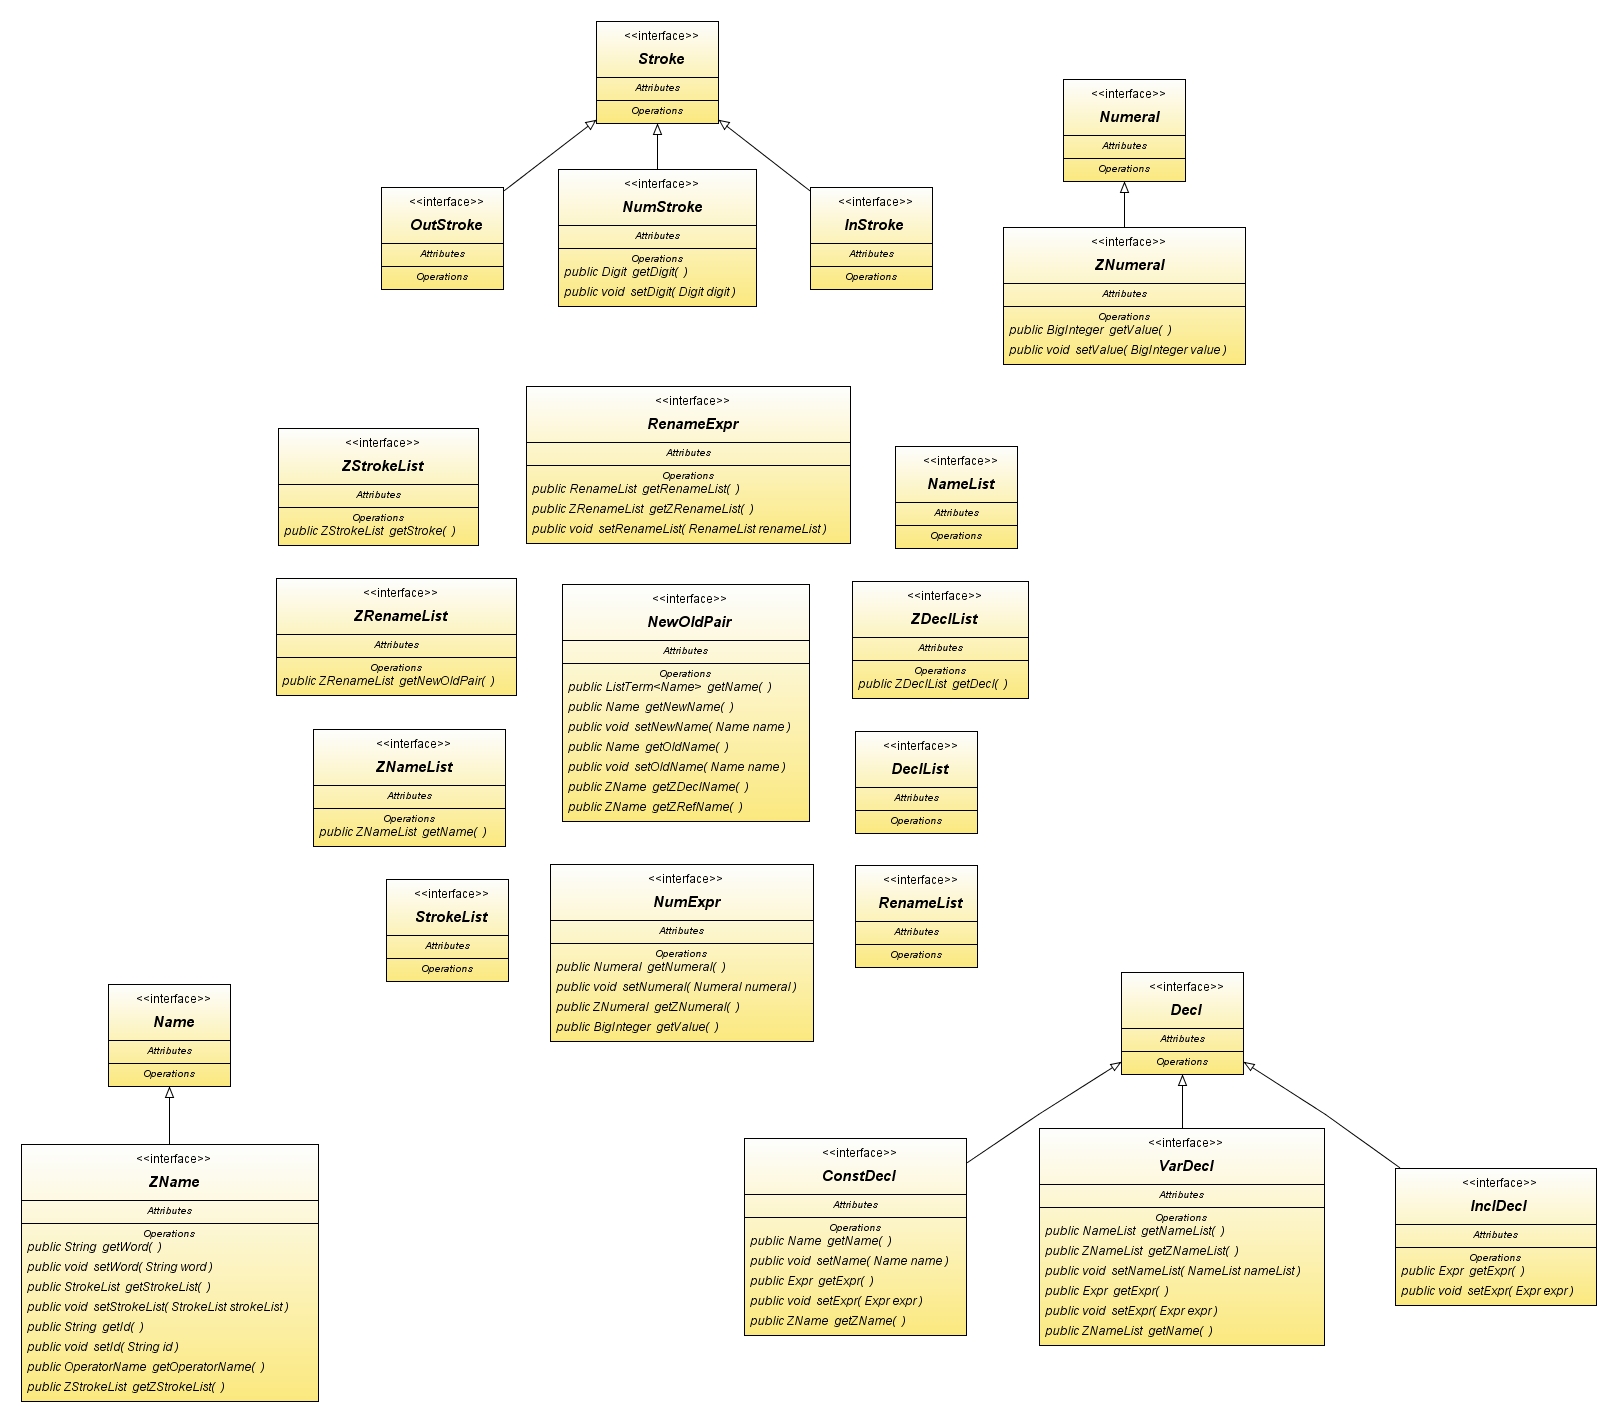 <<interface>>
Stroke
Attributes
Operations
<<interface>>
Numeral
Attributes
Operations
<<interface>>
OutStroke
Attributes
Operations
<<interface>>
NumStroke
Attributes
Operations
public Digit getDigit( )
public void setDigit( Digit digit )
<<interface>>
InStroke
Attributes
Operations
<<interface>>
ZNumeral
Attributes
Operations
public BigInteger getValue( )
public void setValue( BigInteger value )
<<interface>>
ZStrokeList
Attributes
Operations
public ZStrokeList getStroke( )
<<interface>>
RenameExpr
Attributes
Operations
public RenameList getRenameList( )
public ZRenameList getZRenameList( )
public void setRenameList( RenameList renameList )
<<interface>>
NameList
Attributes
Operations
<<interface>>
ZRenameList
Attributes
Operations
public ZRenameList getNewOldPair( )
<<interface>>
NewOldPair
Attributes
Operations
public ListTerm<Name> getName( )
public Name getNewName( )
public void setNewName( Name name )
public Name getOldName( )
public void setOldName( Name name )
public ZName getZDeclName( )
public ZName getZRefName( )
<<interface>>
ZDeclList
Attributes
Operations
public ZDeclList getDecl( )
<<interface>>
ZNameList
Attributes
Operations
public ZNameList getName( )
<<interface>>
DeclList
Attributes
Operations
<<interface>>
StrokeList
Attributes
Operations
<<interface>>
NumExpr
Attributes
Operations
public Numeral getNumeral( )
public void setNumeral( Numeral numeral )
public ZNumeral getZNumeral( )
public BigInteger getValue( )
<<interface>>
RenameList
Attributes
Operations
<<interface>>
Name
Attributes
Operations
<<interface>>
Decl
Attributes
Operations
<<interface>>
ZName
Attributes
Operations
public String getWord( )
public void setWord( String word )
public StrokeList getStrokeList( )
public void setStrokeList( StrokeList strokeList )
public String getId( )
public void setId( String id )
public OperatorName getOperatorName( )
public ZStrokeList getZStrokeList( )
<<interface>>
ConstDecl
Attributes
Operations
public Name getName( )
public void setName( Name name )
public Expr getExpr( )
public void setExpr( Expr expr )
public ZName getZName( )
<<interface>>
VarDecl
Attributes
Operations
public NameList getNameList( )
public ZNameList getZNameList( )
public void setNameList( NameList nameList )
public Expr getExpr( )
public void setExpr( Expr expr )
public ZNameList getName( )
<<interface>>
InclDecl
Attributes
Operations
public Expr getExpr( )
public void setExpr( Expr expr )